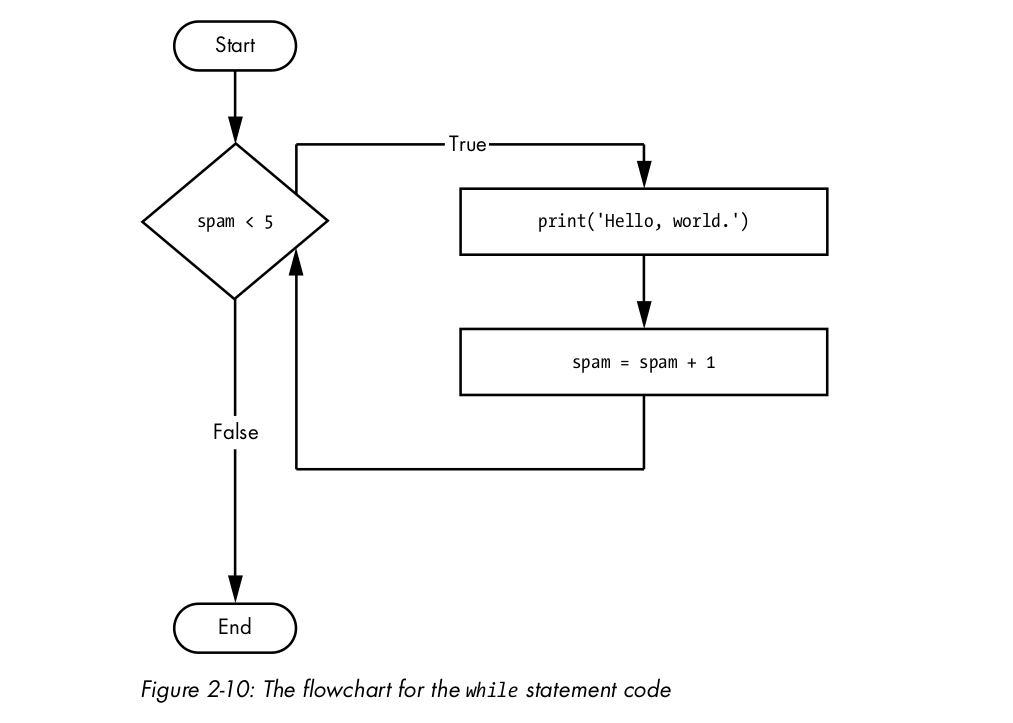 Start
True
spam < 5
print('Hello, world.')
spam = spam + 1
False
End
Figure 2-10: The flowchart for the while statement code